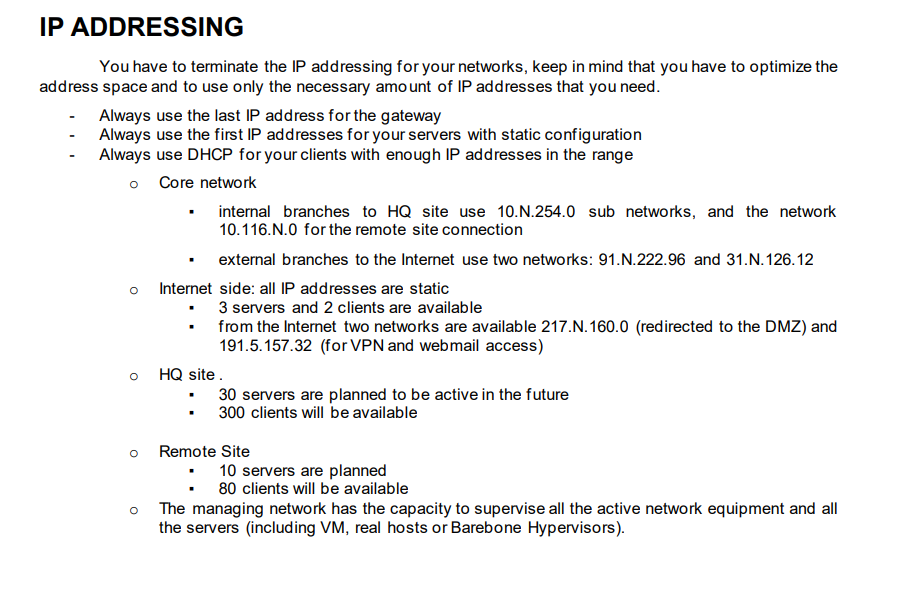 IP ADDRESSING
You have to terminate the IP addressing for your networks, keep in mind that you have to optimize the
address space and to use only the necessary amount of IP addresses that you need.
- Always use the last IP address for the gateway
- Always use the first IP addresses for your servers with static configuration
- Always use DHCP for your clients with enough IP addresses in the range
o Core network
▪ internal branches to HQ site use 10.N.254.0 sub networks, and the network
10.116.N.0 for the remote site connection
▪ external branches to the Internet use two networks: 91.N.222.96 and 31.N.126.12
o Internet side: all IP addresses are static
▪ 3 servers and 2 clients are available
▪ from the Internet two networks are available 217.N.160.0 (redirected to the DMZ) and
191.5.157.32 (for VPN and webmail access)
o HQ site .
▪ 30 servers are planned to be active in the future
▪ 300 clients will be available
o Remote Site
▪ 10 servers are planned
▪ 80 clients will be available
o The managing network has the capacity to supervise all the active network equipment and all
the servers (including VM, real hosts or Barebone Hypervisors).